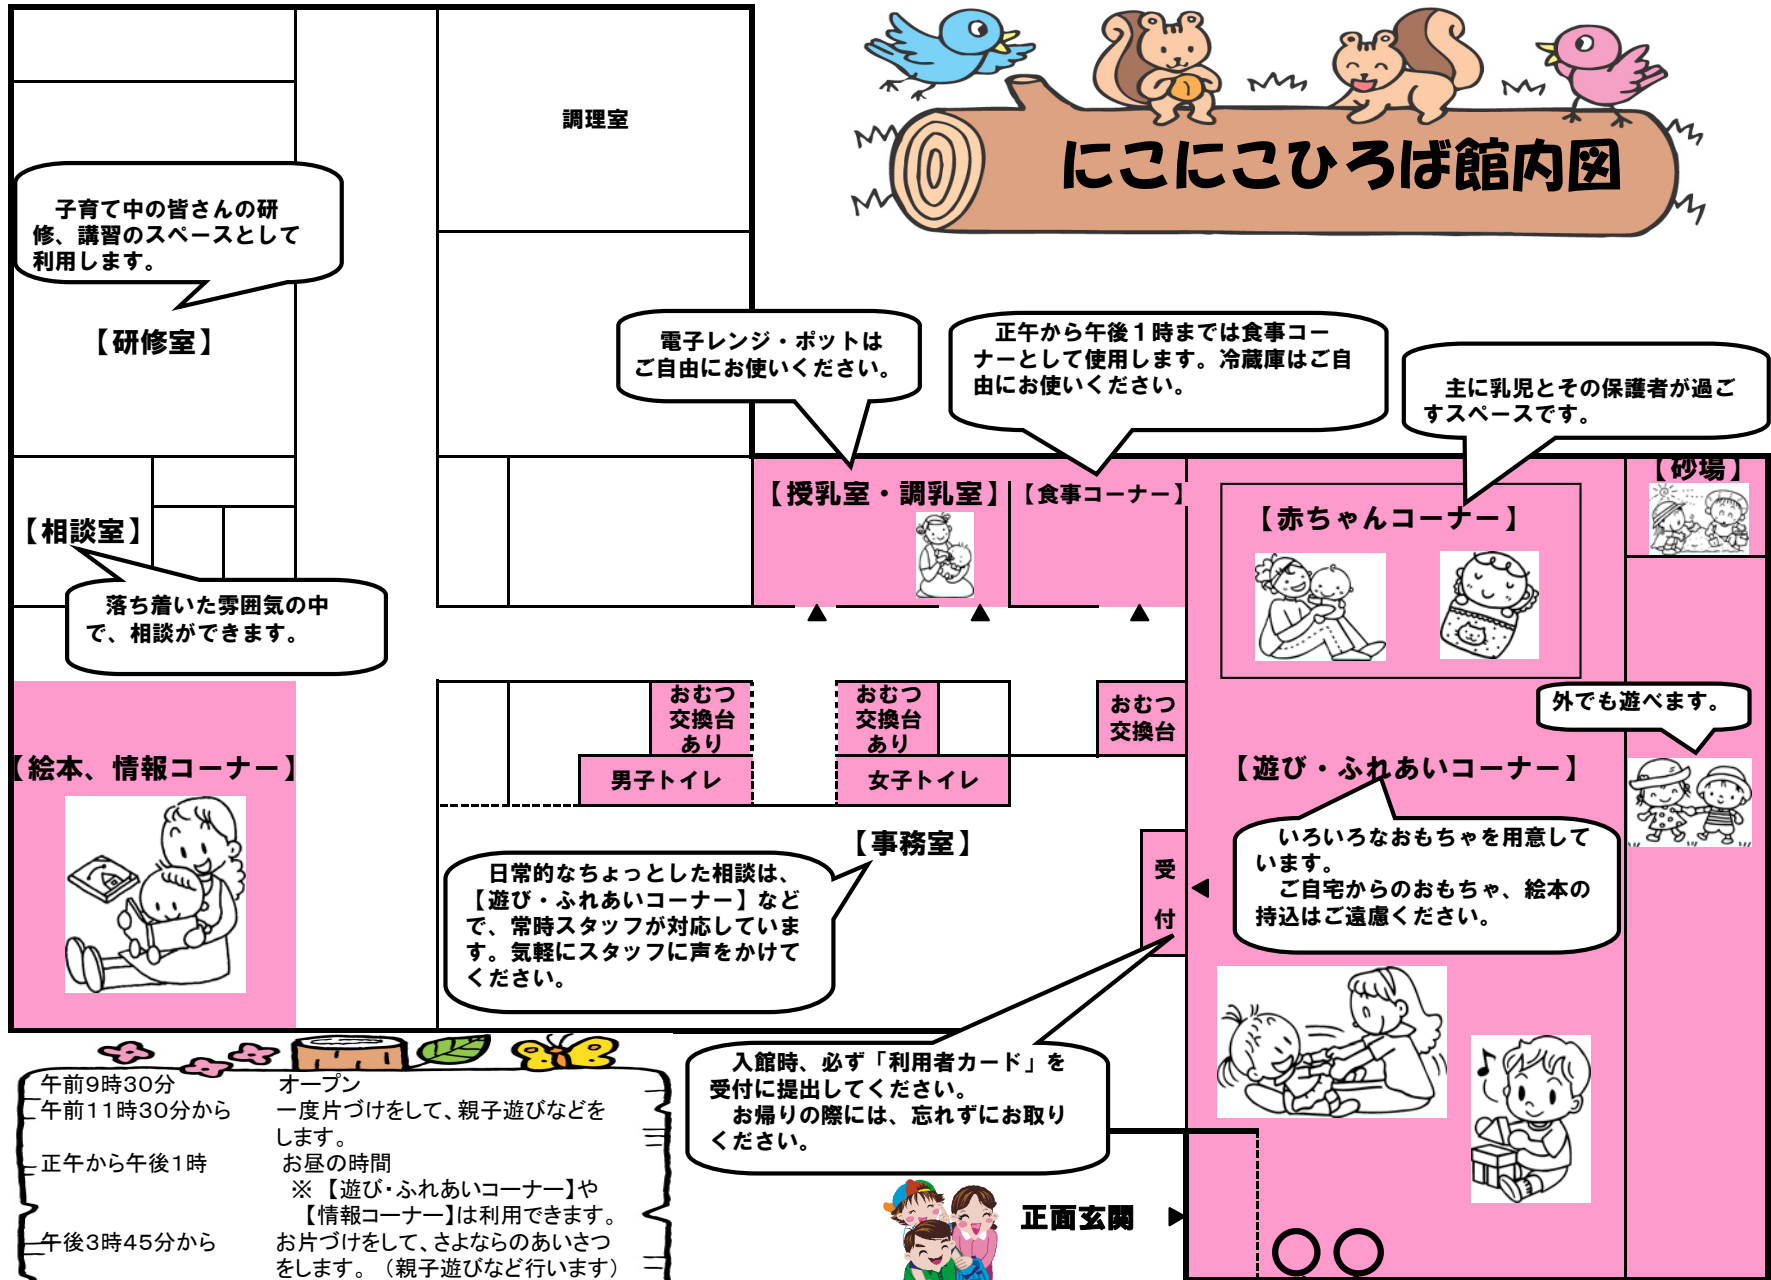 にこにこひろば館内図
調理室
子育て中の皆さんの研
修、講習のスペースとして
利用します。
【研修室】
電子レンジ・ポットは
ご自由にお使いください。
正午から午後１時までは食事コー
ナーとして使用します。冷蔵庫はご自
由にお使いください。
主に乳児とその保護者が過ご
すスペースです。
【相談室】
落ち着いた雰囲気の中
で、相談ができます。
【授乳室・調乳室】
【食事コーナー】
【赤ちゃんコーナー】
【砂場】
外でも遊べます。
【絵本、情報コーナー】
おむつ
交換台
あり
男子トイレ
おむつ
交換台
あり
女子トイレ
おむつ
交換台
【遊び・ふれあいコーナー】
いろいろなおもちゃを用意して
います。
ご自宅からのおもちゃ、絵本の
持込はご遠慮ください。
【事務室】
日常的なちょっとした相談は、
【遊び・ふれあいコーナー】など
で、常時スタッフが対応していま
す。気軽にスタッフに声をかけて
ください。
受
付
入館時、必ず「利用者カード」を
受付に提出してください。
お帰りの際には、忘れずにお取り
ください。
正面玄関
午前9時30分 オープン
午前11時30分から 一度片づけをして、親子遊びなどを
します。
正午から午後1時 お昼の時間
※ 【遊び・ふれあいコーナー】や
【情報コーナー】は利用できます。
午後3時45分から お片づけをして、さよならのあいさつ
をします。（親子遊びなど行います）